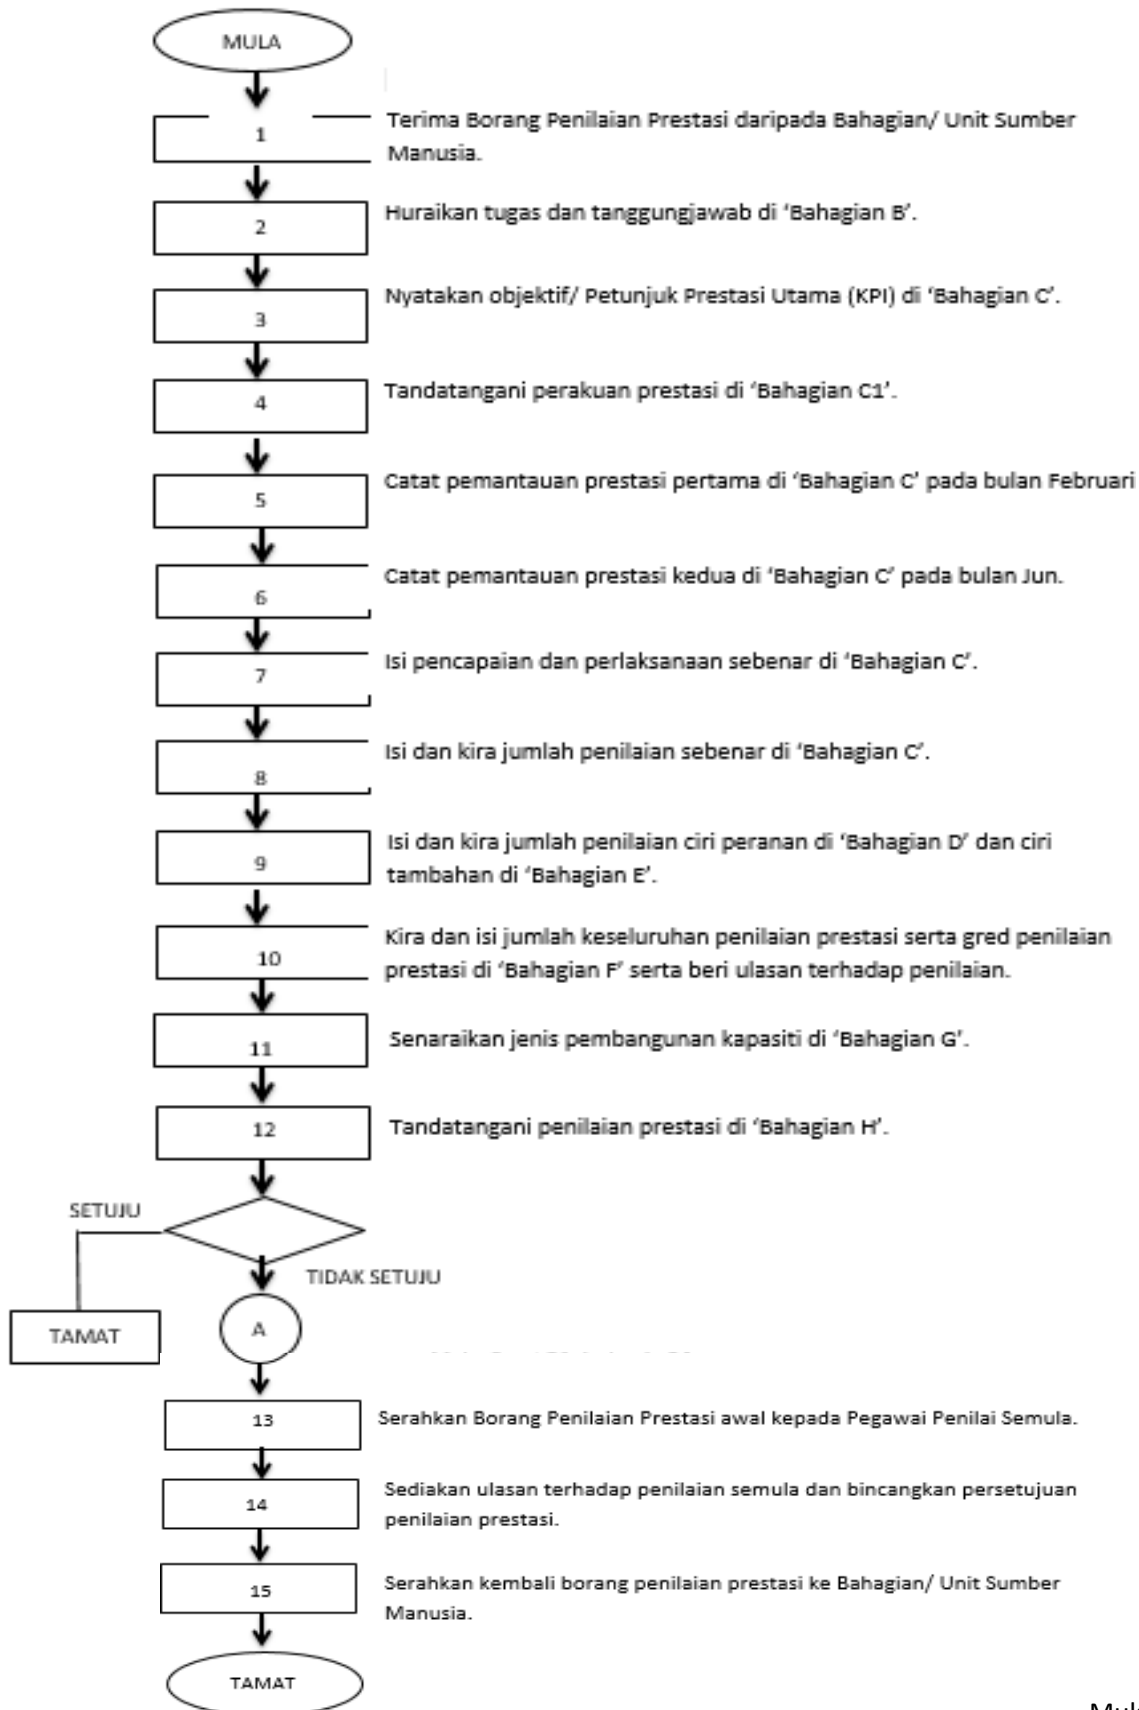 MULA
1
Terima Borang Penilaian Prestasi daripada Bahagian/ Unit Sumber
Manusia.
2
Huraikan tugas dan tanggungjawab di ‘Bahagian B’.
3
Nyatakan objektif/ Petunjuk Prestasi Utama (KPI) di ‘Bahagian C’.
4
Tandatangani perakuan prestasi di ‘Bahagian C1’.
5
Catat pemantauan prestasi pertama di ‘Bahagian C’ pada bulan Februari
6
Catat pemantauan prestasi kedua di ‘Bahagian C’ pada bulan Jun.
7
Isi pencapaian dan perlaksanaan sebenar di ‘Bahagian C’.
8
Isi dan kira jumlah penilaian sebenar di ‘Bahagian C’.
9
Isi dan kira jumlah penilaian ciri peranan di ‘Bahagian D’ dan ciri
tambahan di ‘Bahagian E’.
10
Kira dan isi jumlah keseluruhan penilaian prestasi serta gred penilaian
prestasi di ‘Bahagian F’ serta beri ulasan terhadap penilaian.
11
Senaraikan jenis pembangunan kapasiti di ‘Bahagian G’.
12
Tandatangani penilaian prestasi di ‘Bahagian H’.
SETUJU
TIDAK SETUJU
TAMAT
A
13
Serahkan Borang Penilaian Prestasi awal kepada Pegawai Penilai Semula.
14
Sediakan ulasan terhadap penilaian semula dan bincangkan persetujuan
penilaian prestasi.
15
Serahkan kembali borang penilaian prestasi ke Bahagian/ Unit Sumber
Manusia.
TAMAT